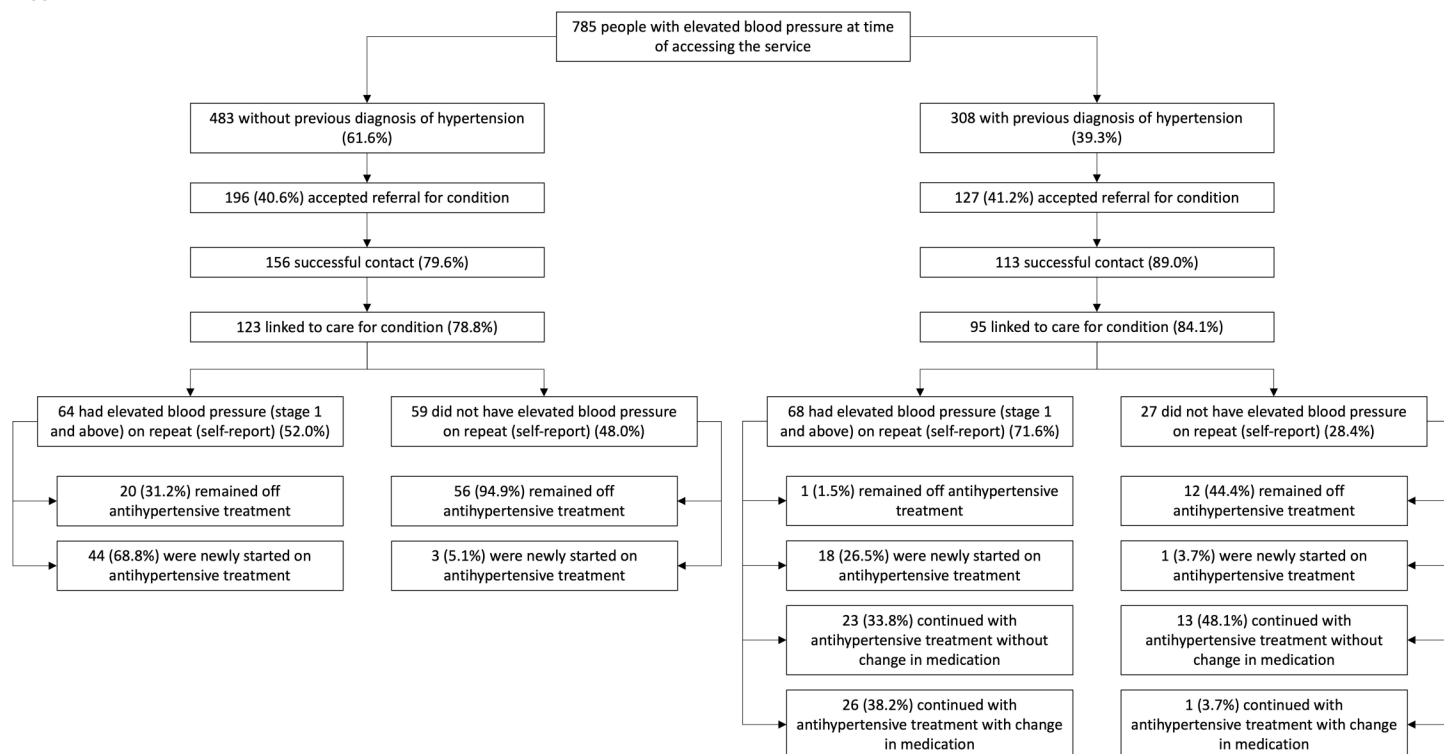 785 people with elevated blood pressure at time
of accessing the service
483 without previous diagnosis of hypertension
(61.6%)
308 with previous diagnosis of hypertension
(39.3%)
196 (40.6%) accepted referral for condition
127 (41.2%) accepted referral for condition
156 successful contact (79.6%)
113 successful contact (89.0%)
123 linked to care for condition (78.8%)
95 linked to care for condition (84.1%)
64 had elevated blood pressure (stage 1
and above) on repeat (self-report) (52.0%)
59 did not have elevated blood pressure
on repeat (self-report) (48.0%)
68 had elevated blood pressure (stage 1
and above) on repeat (self-report) (71.6%)
27 did not have elevated blood pressure
on repeat (self-report) (28.4%)
20 (31.2%) remained off
antihypertensive treatment
56 (94.9%) remained off
antihypertensive treatment
1 (1.5%) remained off antihypertensive
treatment
12 (44.4%) remained off
antihypertensive treatment
44 (68.8%) were newly started on
antihypertensive treatment
3 (5.1%) were newly started on
antihypertensive treatment
18 (26.5%) were newly started on
antihypertensive treatment
1 (3.7%) were newly started on
antihypertensive treatment
23 (33.8%) continued with
antihypertensive treatment without
change in medication
13 (48.1%) continued with
antihypertensive treatment without
change in medication
26 (38.2%) continued with
antihypertensive treatment with change
in medication
1 (3.7%) continued with
antihypertensive treatment with change
in medication